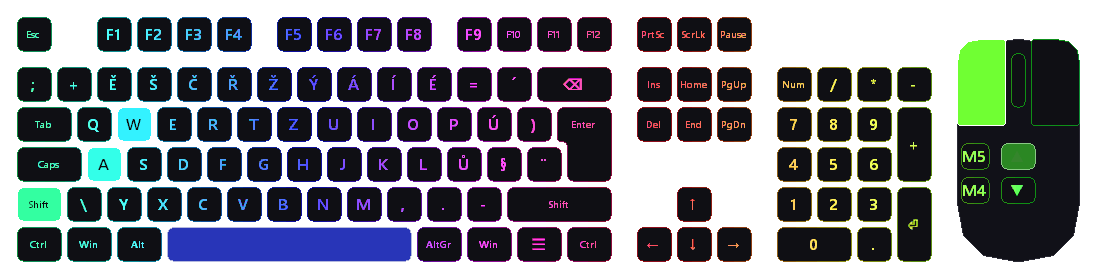 Esc F1 F2 F3 F4 F5 F6 F7 F8 F9 F10 F11 F12 PrtSc ScrLk Pause
; + Ě Š Č Ř Ž Ý Á Í É = ´ ⌫ Ins Home PgUp Num / * -
Tab Q W E R T Z U I O P Ú ) Enter Del End PgDn 7 8 9 +
Caps A S D F G H J K L Ů § ¨ 4 5 6 M5 ▲
Shift \ Y X C V B N M , . - Shift ↑ 1 2 3 ⏎ M4 ▼
Ctrl Win Alt AltGr Win ☰ Ctrl ← ↓ → 0 .